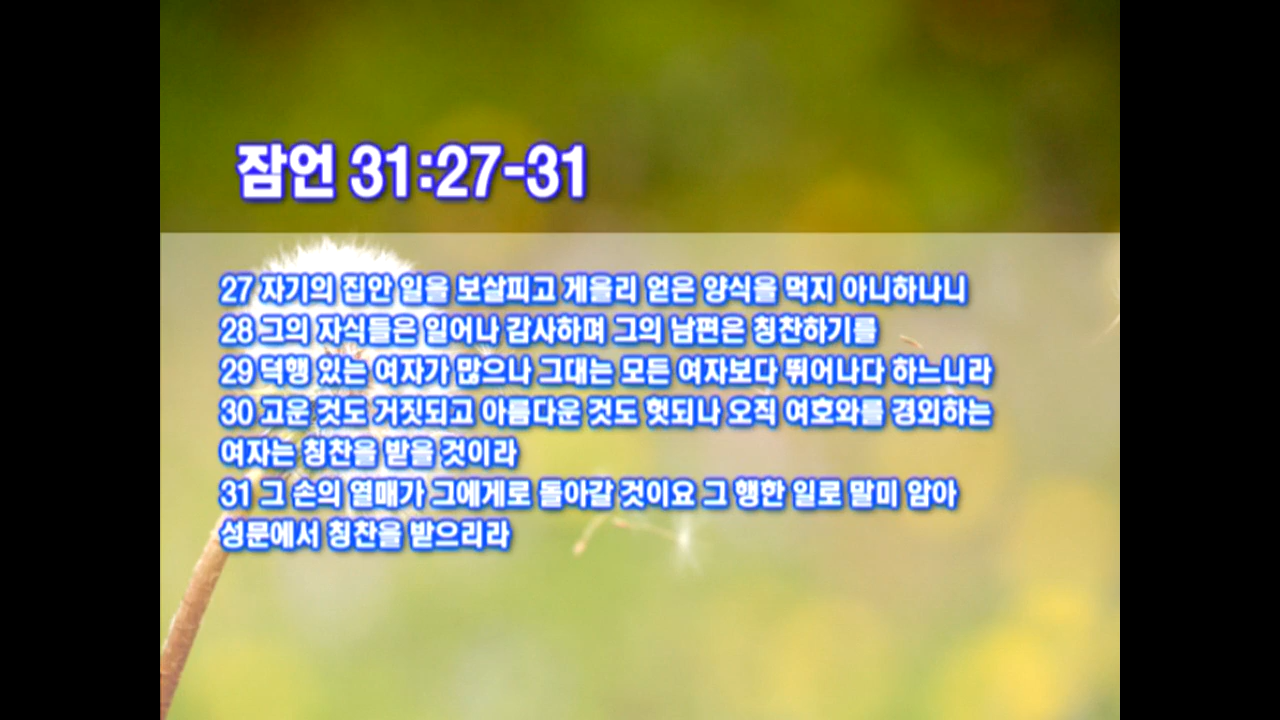 잠언 31:27-31
27 자기의 집안 일을 보살피고 게을리 얻은 양식을 먹지 아니하나니
28 그의 자식들은 일어나 감사하며 그의 남편은 칭찬하기를
29 덕행 있는 여자가 많으나 그대는 모든 여자보다 뛰어나다 하느니라
30 고운 것도 거짓되고 아름다운 것도 헛되나 오직 여호와를 경외하는
여자는 칭찬을 받을 것이라
31 그 손의 열매가 그에게로 돌아갈 것이요 그 행한 일로 말미 암아
성문에서 칭찬을 받으리라